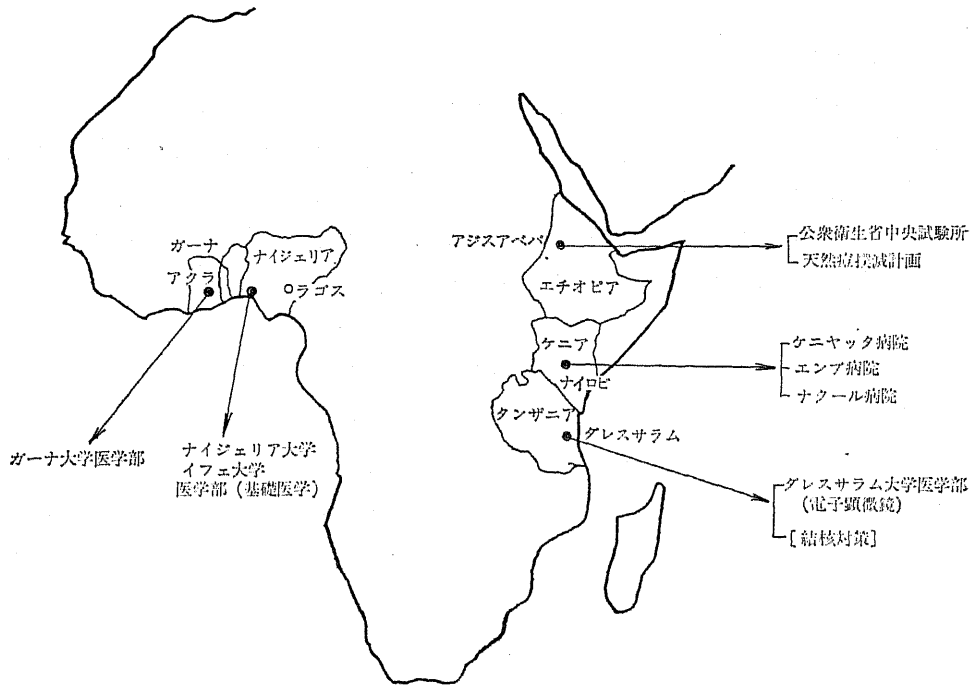 ガーナ
アクラ
ナイジェリア
ラゴス
ガーナ大学医学部
ナイジェリア大学
イフェ大学
医学部（基礎医学）
アジスアベバ
エチオピア
公衆衛生省中央試験所
天然痘撲滅計画
ケニア
ナイロビ
ケニヤッタ病院
エンブ病院
ナクール病院
タンザニア
ダレスサラム
ダレスサラム大学医学部
（電子顕微鏡）
[結核対策]